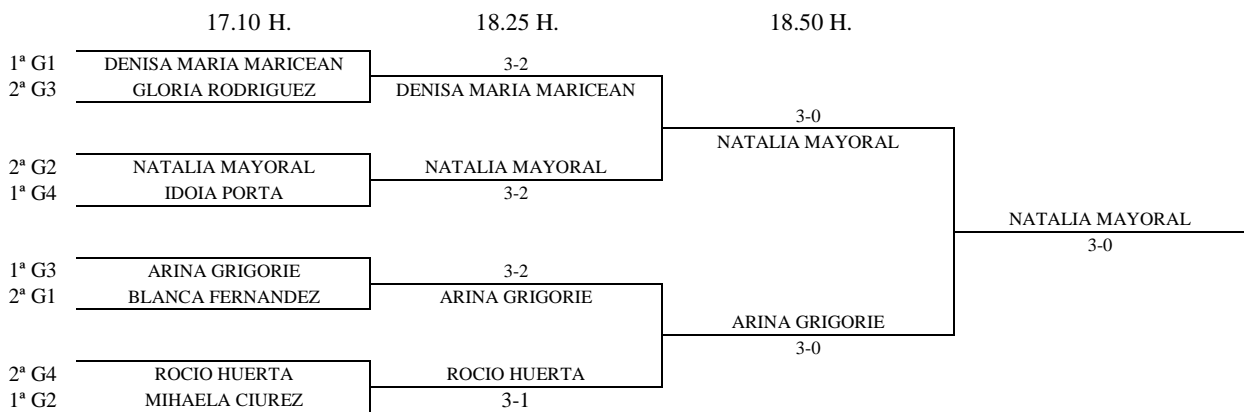 17.10 H. 18.25 H. 18.50 H.
1ª G1 DENISA MARIA MARICEAN 3-2
2ª G3 GLORIA RODRIGUEZ DENISA MARIA MARICEAN
3-0
NATALIA MAYORAL
2ª G2 NATALIA MAYORAL NATALIA MAYORAL
1ª G4 IDOIA PORTA 3-2
NATALIA MAYORAL
3-0
1ª G3 ARINA GRIGORIE 3-2
2ª G1 BLANCA FERNANDEZ ARINA GRIGORIE
ARINA GRIGORIE
3-0
2ª G4 ROCIO HUERTA ROCIO HUERTA
1ª G2 MIHAELA CIUREZ 3-1